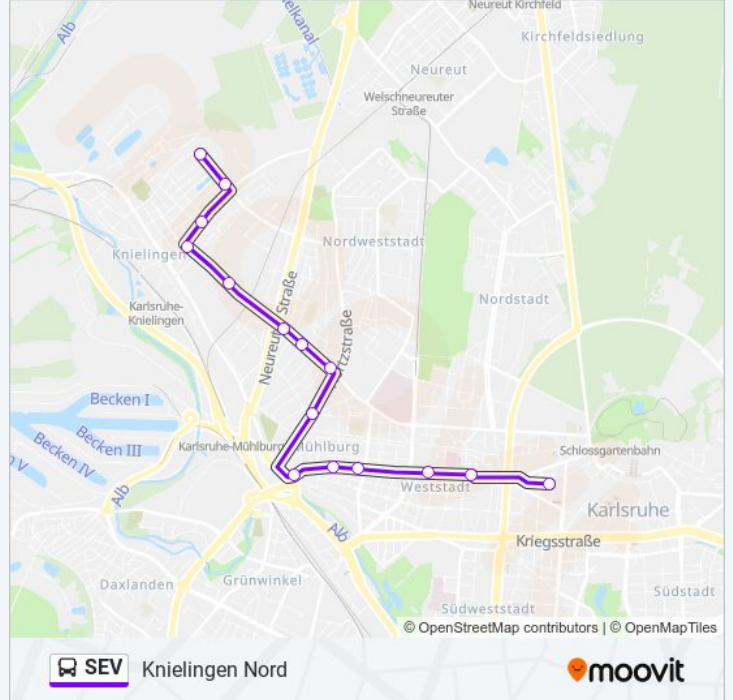 Neureut Kirchfeld
Alb
Kirchfeldsiedlung
Neureut
Welschneureuter
Straße
Nordweststadt
Knielingen
Neureut Straße
Karlsruhe-
Knielingen
Nordstadt
ritzstraße
Becken I
Becken III
Becken IV
V
Karlsruhe-Mühlburg
Mühlburg
Schlossgartenbahn
Weststadt
Alb
Karlsruhe
Alb
Kriegsstraße
Daxlanden
Grünwinkel
Südstadt
Südweststadt
© OpenStreetMap contributors | © OpenMapTiles
SEV Knielingen Nord
moovit